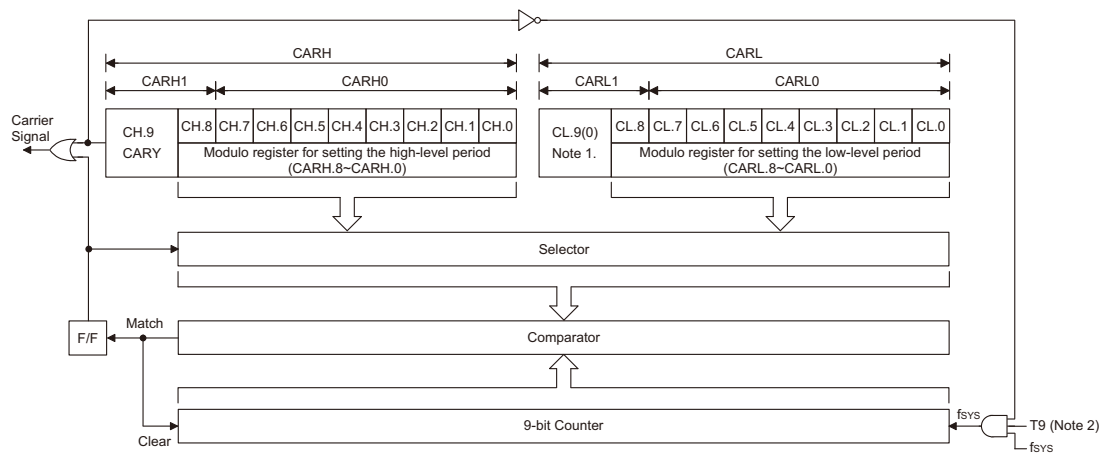 CARH
CARL
CARH1
CARH0
CARL1
CARL0
Carrier
Signal
CH.9
CARY
CH.8
CH.7
CH.6
CH.5
CH.4
CH.3
CH.2
CH.1
CH.0
Modulo register for setting the high-level period
(CARH.8~CARH.0)
CL.9(0)
Note 1.
CL.8
CL.7
CL.6
CL.5
CL.4
CL.3
CL.2
CL.1
CL.0
Modulo register for setting the low-level period
(CARL.8~CARL.0)
Selector
F/F
Match
Comparator
Clear
9-bit Counter
fSYS
T9 (Note 2)
fSYS